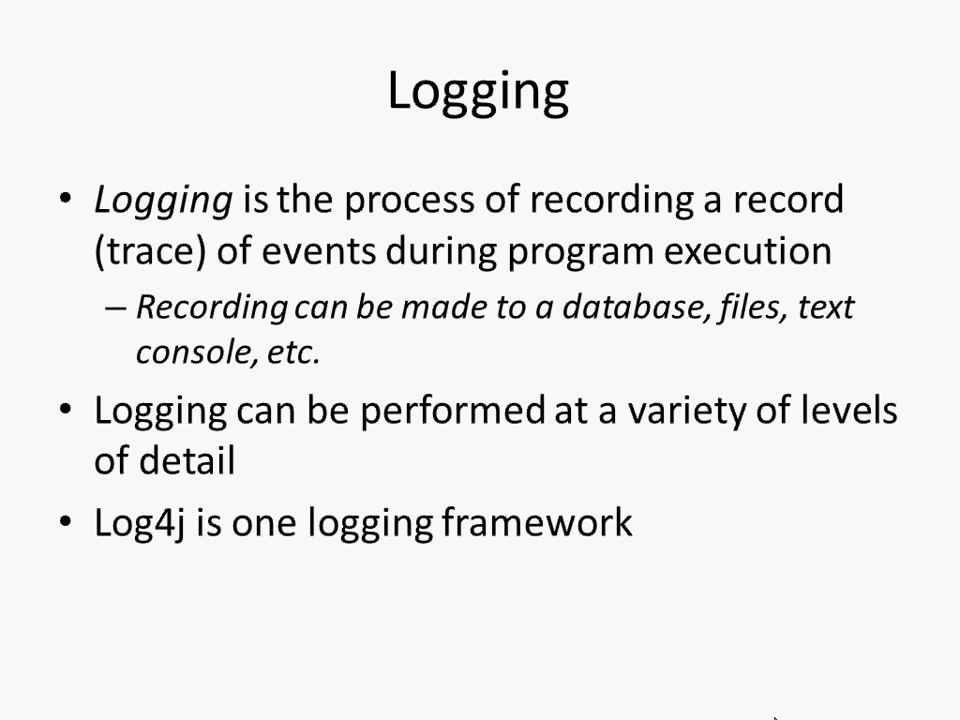 Logging
• Logging is the process of recording a record
(trace) of events during program execution
– Recording can be made to a database, files, text
console, etc.
• Logging can be performed at a variety of levels
of detail
• Log4j is one logging framework